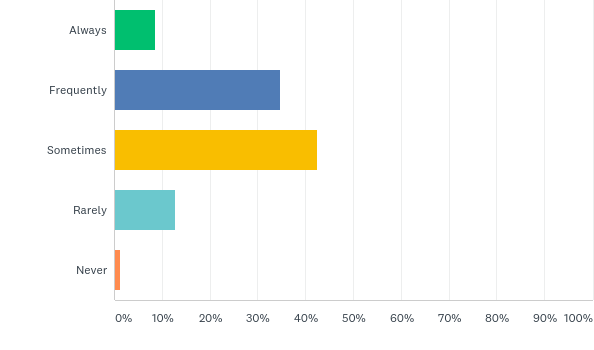 Always
Frequently
Sometimes
Rarely
Never
0% 10% 20% 30% 40% 50% 60% 70% 80% 90% 100%